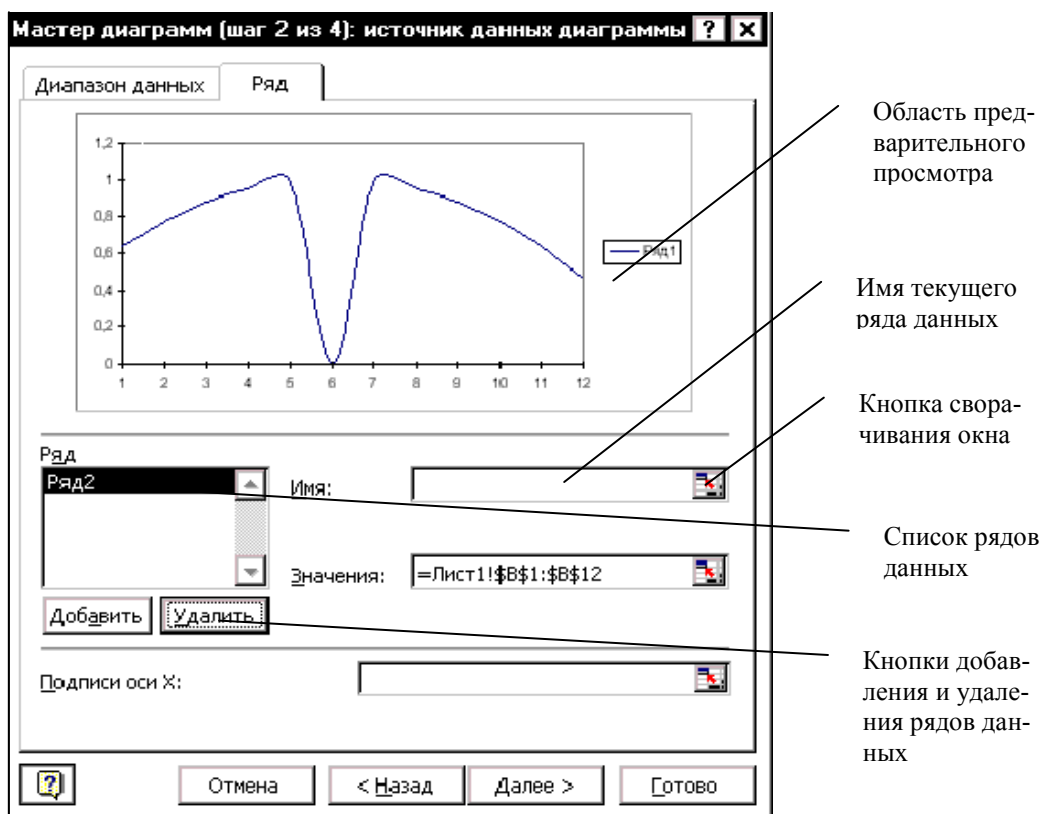 Мастер диаграмм (шаг 2 из 4): источник данных диаграммы ? X
Диапазон данных
Ряд
1,2
1
0,8
0,6
0,4
0,2
0
1 2 3 4 5 6 7 8 9 10 11 12
Ряд1
Область пред-
варительного
просмотра
Имя текущего
ряда данных
Кнопка свора-
чивания окна
Ряд
Ряд2
Имя:
Список рядов
данных
Значения:
=Лист1!$B$1:$B$12
Добавить
Удалить
Кнопки добав-
ления и удале-
ния рядов дан-
ных
Подписи оси X:
?
Отмена
< Назад
Далее >
Готово